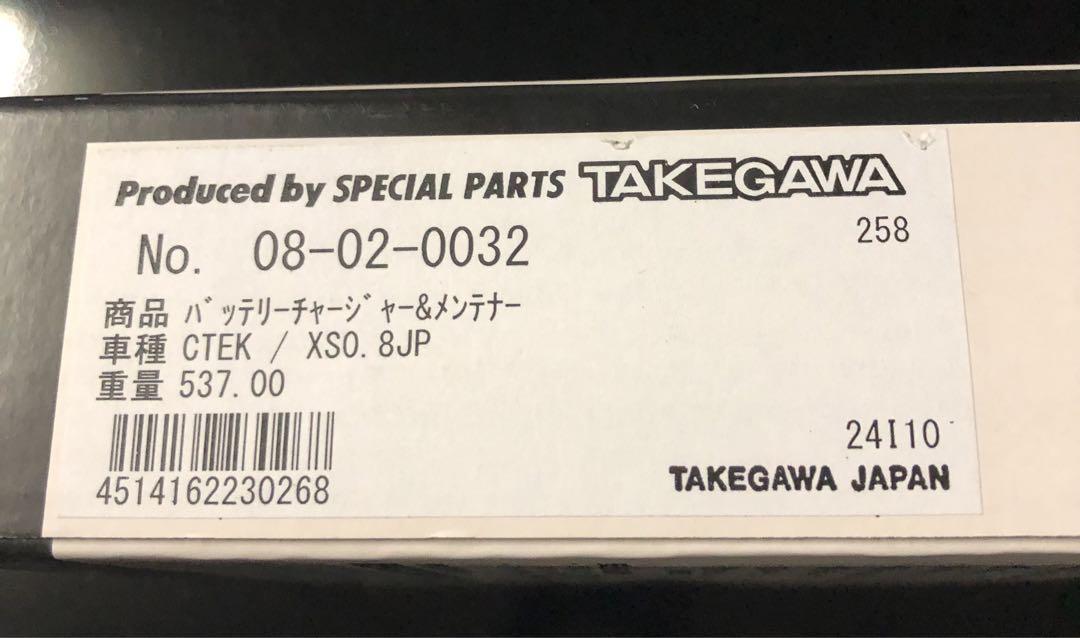 Produced by SPECIAL PARTS TAKEGAWA
No. 08-02-0032
258
商品 ﾊﾞｯﾃﾘｰﾁｬｰｼﾞｬｰ&ﾒﾝﾃﾅｰ
車種 CTEK / XS0.8JP
重量 537.00
4514162230268
24I10
TAKEGAWA JAPAN